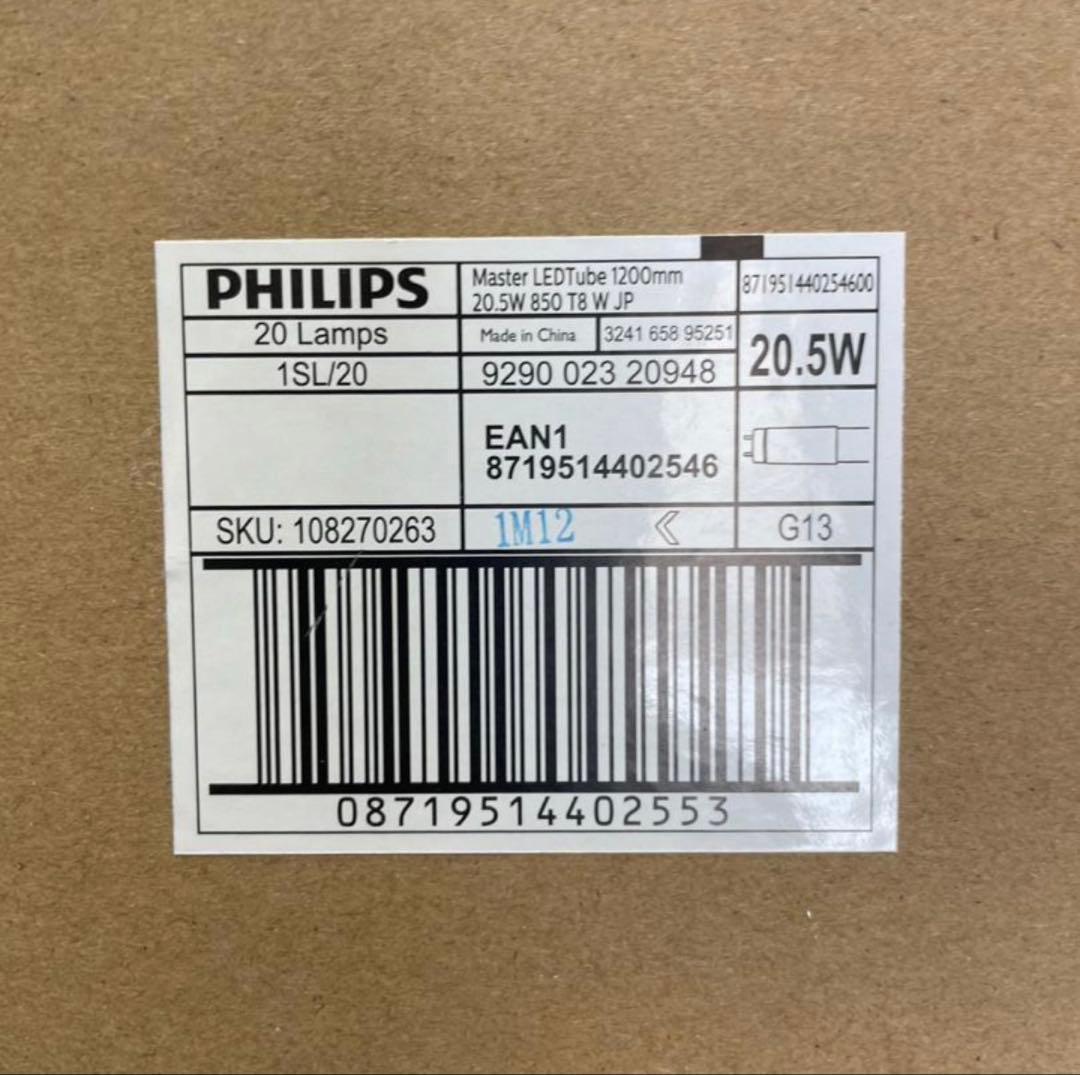 PHILIPS
Master LEDTube 1200mm
20.5W 850 T8 W JP
871951440254600
20 Lamps
Made in China
3241 658 95251
20.5W
1SL/20
9290 023 20948
EAN1
8719514402546
SKU: 108270263
1M12
G13
08719514402553